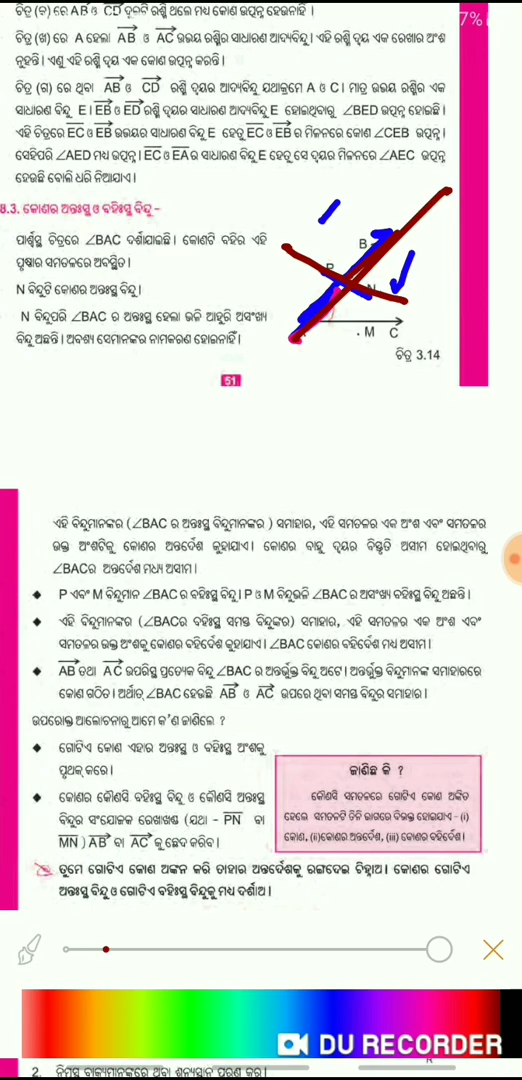 ଚିତ୍ର (କ) ରେ AB ଓ CD ଦୁଇଟି ରଶ୍ମି ଥିଲେ ମଧ୍ୟ କୋଣ ଉତ୍ପନ୍ନ ହେଉନାହିଁ ।
7%
ଚିତ୍ର (ଖ) ରେ A ହେଲା AB ଓ AC ଉଭୟ ରଶ୍ମିର ସାଧାରଣ ଆଦ୍ୟବିନ୍ଦୁ । ଏହି ରଶ୍ମି ଦ୍ୱୟ ଏକ ରେଖାର ଅଂଶ
ନୁହନ୍ତି । ଏଣୁ ଏହି ରଶ୍ମି ଦ୍ୱୟ ଏକ କୋଣ ଉତ୍ପନ୍ନ କରନ୍ତି ।
ଚିତ୍ର (ଗ) ରେ ଥିବା AB ଓ CD ରଶ୍ମି ଦ୍ୱୟର ଆଦ୍ୟବିନ୍ଦୁ ଯଥାକ୍ରମେ A ଓ C । ମାତ୍ର ଉଭୟ ରଶ୍ମିର ଏକ
ସାଧାରଣ ବିନ୍ଦୁ E । EB ଓ ED ରଶ୍ମି ଦ୍ୱୟର ସାଧାରଣ ଆଦ୍ୟବିନ୍ଦୁ E ହୋଇଥିବାରୁ ∠BED ଉତ୍ପନ୍ନ ହୋଇଛି ।
ଏହି ଚିତ୍ରରେ EC ଓ EB ଉଭୟର ସାଧାରଣ ବିନ୍ଦୁ E ହେତୁ EC ଓ EB ର ମିଳନରେ କୋଣ ∠CEB ଉତ୍ପନ୍ନ ।
ସେହିପରି ∠AED ମଧ୍ୟ ଉତ୍ପନ୍ନ । EC ଓ EA ର ସାଧାରଣ ବିନ୍ଦୁ E ହେତୁ ସେ ଦ୍ୱୟର ମିଳନରେ ∠AEC ଉତ୍ପନ୍ନ
ହେଉଛି ବୋଲି ଧରି ନିଆଯାଏ ।
8.3. କୋଣର ଅନ୍ତଃସ୍ଥ ଓ ବହିଃସ୍ଥ ବିନ୍ଦୁ -
ପାର୍ଶ୍ୱସ୍ଥ ଚିତ୍ରରେ ∠BAC ଦର୍ଶାଯାଇଛି । କୋଣଟି ବହିର ଏହି
ପୃଷ୍ଠାର ସମତଳରେ ଅବସ୍ଥିତ ।
N ବିନ୍ଦୁଟି କୋଣର ଅନ୍ତଃସ୍ଥ ବିନ୍ଦୁ ।
N ବିନ୍ଦୁପରି ∠BAC ର ଅନ୍ତଃସ୍ଥ ହେଲା ଭଳି ଆହୁରି ଅସଂଖ୍ୟ
ବିନ୍ଦୁ ଅଛନ୍ତି । ଅବଶ୍ୟ ସେମାନଙ୍କର ନାମକରଣ ହୋଇନାହିଁ ।
B
P
N
. M C
ଚିତ୍ର 3.14
51
ଏହି ବିନ୍ଦୁମାନଙ୍କର (∠BAC ର ଅନ୍ତଃସ୍ଥ ବିନ୍ଦୁମାନଙ୍କର ) ସମାହାର, ଏହି ସମତଳର ଏକ ଅଂଶ ଏବଂ ସମତଳର
ଉକ୍ତ ଅଂଶଟିକୁ କୋଣର ଅନ୍ତର୍ଦେଶ କୁହାଯାଏ । କୋଣର ବାହୁ ଦ୍ୱୟର ବିସ୍ତୃତି ଅସୀମ ହୋଇଥିବାରୁ
∠BACର ଅନ୍ତର୍ଦେଶ ମଧ୍ୟ ଅସୀମ ।
◆ P ଏବଂ M ବିନ୍ଦୁମାନ ∠BAC ର ବହିଃସ୍ଥ ବିନ୍ଦୁ । P ଓ M ବିନ୍ଦୁଭଳି ∠BAC ର ଅସଂଖ୍ୟ ବହିଃସ୍ଥ ବିନ୍ଦୁ ଅଛନ୍ତି ।
◆ ଏହି ବିନ୍ଦୁମାନଙ୍କର (∠BACର ବହିଃସ୍ଥ ସମସ୍ତ ବିନ୍ଦୁଙ୍କର) ସମାହାର, ଏହି ସମତଳର ଏକ ଅଂଶ ଏବଂ
ସମତଳର ଉକ୍ତ ଅଂଶକୁ କୋଣର ବହିର୍ଦେଶ କୁହାଯାଏ । ∠BAC କୋଣର ବହିର୍ଦେଶ ମଧ୍ୟ ଅସୀମ ।
◆ AB ତଥା AC ଉପରିସ୍ଥ ପ୍ରତ୍ୟେକ ବିନ୍ଦୁ ∠BAC ର ଅନ୍ତର୍ଭୁକ୍ତ ବିନ୍ଦୁ ଅଟେ । ଅନ୍ତର୍ଭୁକ୍ତ ବିନ୍ଦୁମାନଙ୍କ ସମାହାରରେ
କୋଣ ଗଠିତ । ଅର୍ଥାତ୍ ∠BAC ହେଉଛି AB ଓ AC ଉପରେ ଥିବା ସମସ୍ତ ବିନ୍ଦୁର ସମାହାର ।
ଉପରୋକ୍ତ ଆଲୋଚନାରୁ ଆମେ କ'ଣ ଜାଣିଲେ ?
◆ ଗୋଟିଏ କୋଣ ଏହାର ଅନ୍ତଃସ୍ଥ ଓ ବହିଃସ୍ଥ ଅଂଶକୁ
ପୃଥକ୍ କରେ ।
◆ କୋଣର କୌଣସି ବହିଃସ୍ଥ ବିନ୍ଦୁ ଓ କୌଣସି ଅନ୍ତଃସ୍ଥ
ବିନ୍ଦୁର ସଂଯୋଜକ ରେଖାଖଣ୍ଡ (ଯଥା - PN ବା
MN ) AB ବା AC କୁ ଛେଦ କରିବ ।
ଜାଣିଛ କି ?
କୌଣସି ସମତଳରେ ଗୋଟିଏ କୋଣ ଅଙ୍କିତ
ହେଲେ ସମତଳଟି ତିନି ଭାଗରେ ବିଭକ୍ତ ହୋଇଯାଏ - (i)
କୋଣ, (ii)କୋଣର ଅନ୍ତର୍ଦେଶ, (iii) କୋଣର ବହିର୍ଦେଶ ।
ତୁମେ ଗୋଟିଏ କୋଣ ଅଙ୍କନ କରି ତାହାର ଅନ୍ତର୍ଦେଶକୁ ରଙ୍ଗଦେଇ ଚିହ୍ନାଅ । କୋଣର ଗୋଟିଏ
ଅନ୍ତଃସ୍ଥ ବିନ୍ଦୁ ଓ ଗୋଟିଏ ବହିଃସ୍ଥ ବିନ୍ଦୁକୁ ମଧ୍ୟ ଦର୍ଶାଅ ।
DU RECORDER
2. ନିମ୍ନସ୍ଥ ବାକ୍ୟମାନଙ୍କରେ ଥିବା ଶୂନ୍ୟସ୍ଥାନ ପୂରଣ କର ।